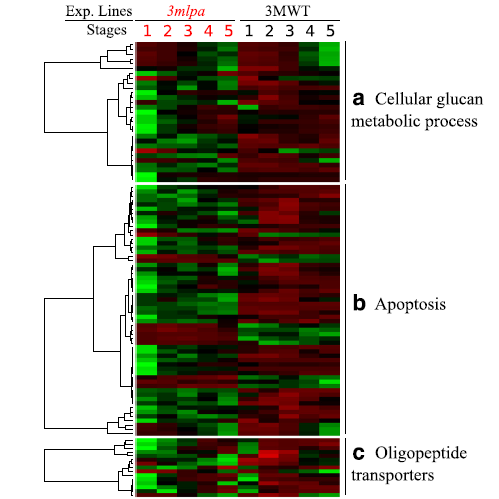 Exp. Lines 3mlpa 3MWT
Stages 1 2 3 4 5 1 2 3 4 5
a Cellular glucan
metabolic process
b Apoptosis
c Oligopeptide
transporters